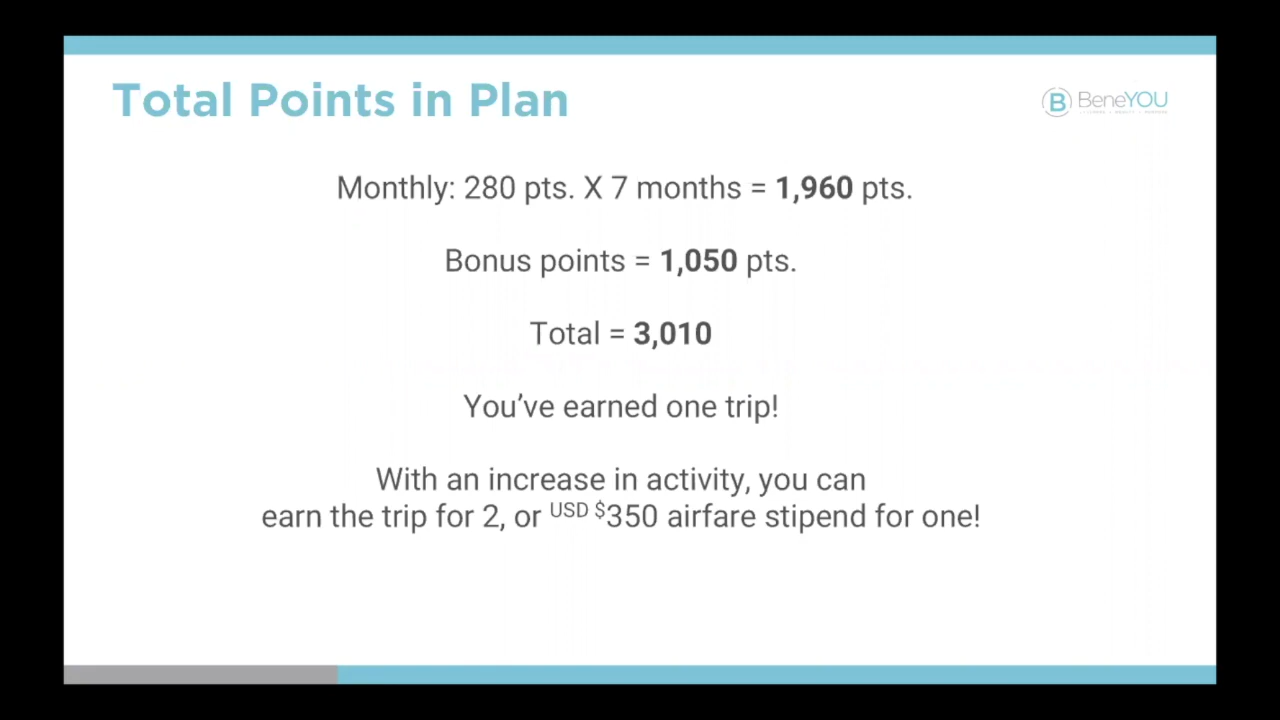 Total Points in Plan
B BeneYOU
Monthly: 280 pts. X 7 months = 1,960 pts.
Bonus points = 1,050 pts.
Total = 3,010
You’ve earned one trip!
With an increase in activity, you can
earn the trip for 2, or USD $350 airfare stipend for one!